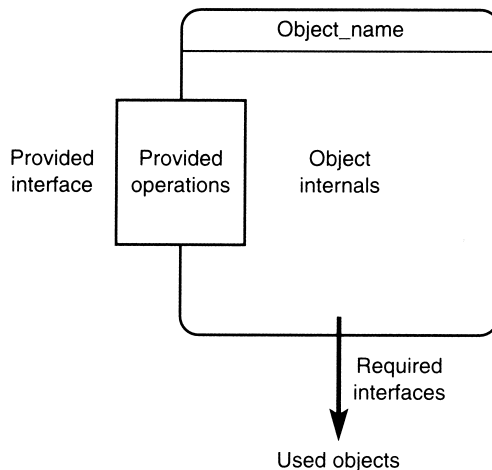 Object_name
Provided
interface
Provided
operations
Object
internals
Required
interfaces
Used objects